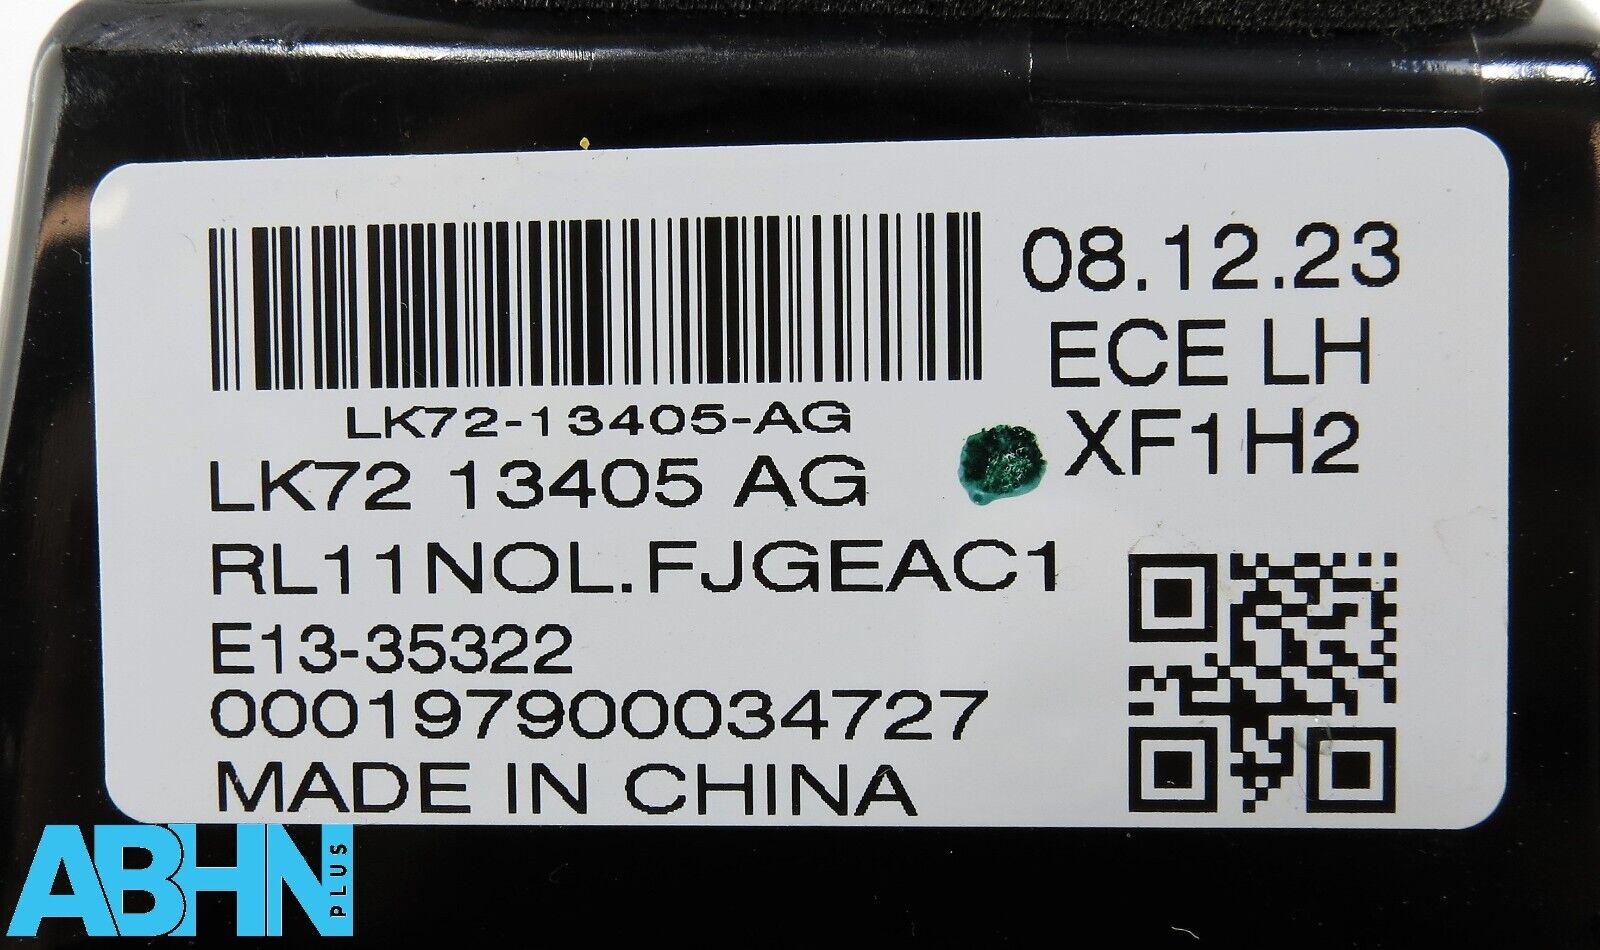 08.12.23
ECE LH
LK72-13405-AG
XF1H2
LK72 13405 AG
RL11NOL.FJGEAC1
E13-35322
000197900034727
MADE IN CHINA
ABHN PLUS